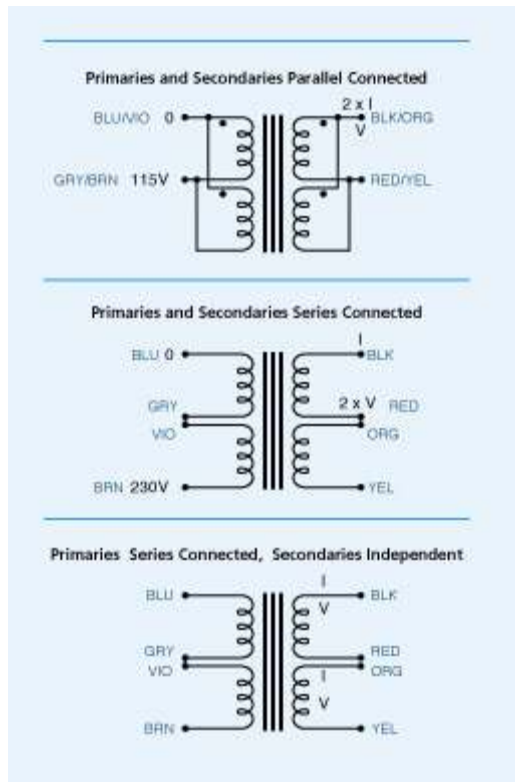 Primaries and Secondaries Parallel Connected
BLU/VIO 0
2 x I
V
BLK/ORG
GRY/BRN 115V
RED/YEL
Primaries and Secondaries Series Connected
BLU 0
I
BLK
GRY
2 x V RED
VIO
ORG
BRN 230V
YEL
Primaries Series Connected, Secondaries Independent
BLU
I
BLK
V
GRY
RED
VIO
I
ORG
V
BRN
YEL